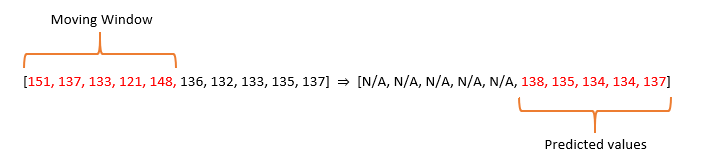 Moving Window
[151, 137, 133, 121, 148, 136, 132, 133, 135, 137] ⇒ [N/A, N/A, N/A, N/A, N/A, 138, 135, 134, 134, 137]
Predicted values